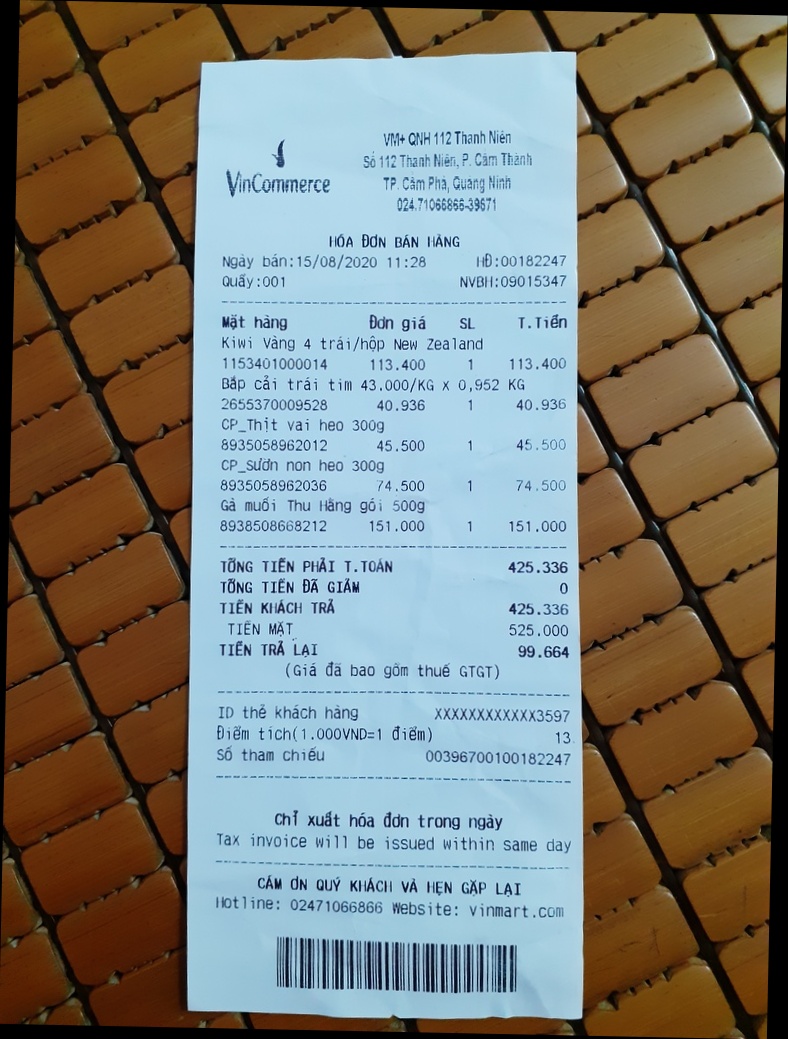 VinCommerce
VM+ QNH 112 Thanh Niên
Số 112 Thanh Niên, P. Cẩm Thành
TP. Cẩm Phả, Quảng Ninh
024.71066866-39671
HÓA ĐƠN BÁN HÀNG
Ngày bán:15/08/2020 11:28 HĐ:00182247
Quầy:001 NVBH:09015347
Mặt hàng Đơn giá SL T.Tiền
Kiwi Vàng 4 trái/hộp New Zealand
1153401000014 113.400 1 113.400
Bắp cải trái tim 43.000/KG x 0,952 KG
2655370009528 40.936 1 40.936
CP_Thịt vai heo 300g
8935058962012 45.500 1 45.500
CP_Sườn non heo 300g
8935058962036 74.500 1 74.500
Gà muối Thu Hằng gói 500g
8938508668212 151.000 1 151.000
TỔNG TIỀN PHẢI T.TOÁN 425.336
TỔNG TIỀN ĐÃ GIẢM 0
TIỀN KHÁCH TRẢ 425.336
TIỀN MẶT 525.000
TIỀN TRẢ LẠI 99.664
(Giá đã bao gồm thuế GTGT)
ID thẻ khách hàng XXXXXXXXXXXX3597
Điểm tích(1.000VND=1 điểm) 13
Số tham chiếu 00396700100182247
Chỉ xuất hóa đơn trong ngày
Tax invoice will be issued within same day
CẢM ƠN QUÝ KHÁCH VÀ HẸN GẶP LẠI
Hotline: 02471066866 Website: vinmart.com